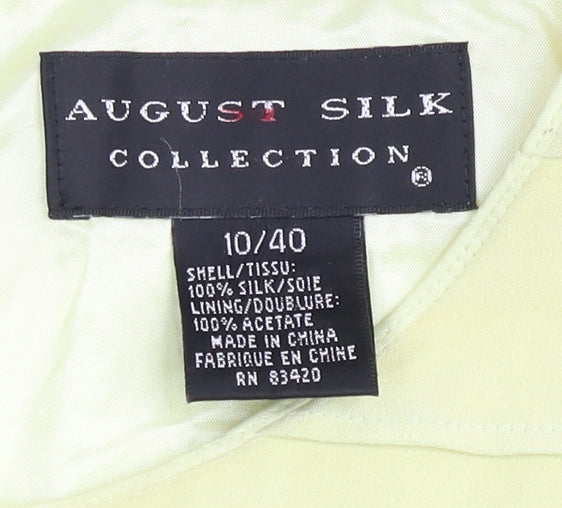 AUGUST SILK
COLLECTION
®
10/40
SHELL/TISSU:
100% SILK/SOIE
LINING/DOUBLURE:
100% ACETATE
MADE IN CHINA
FABRIQUE EN CHINE
RN 83420